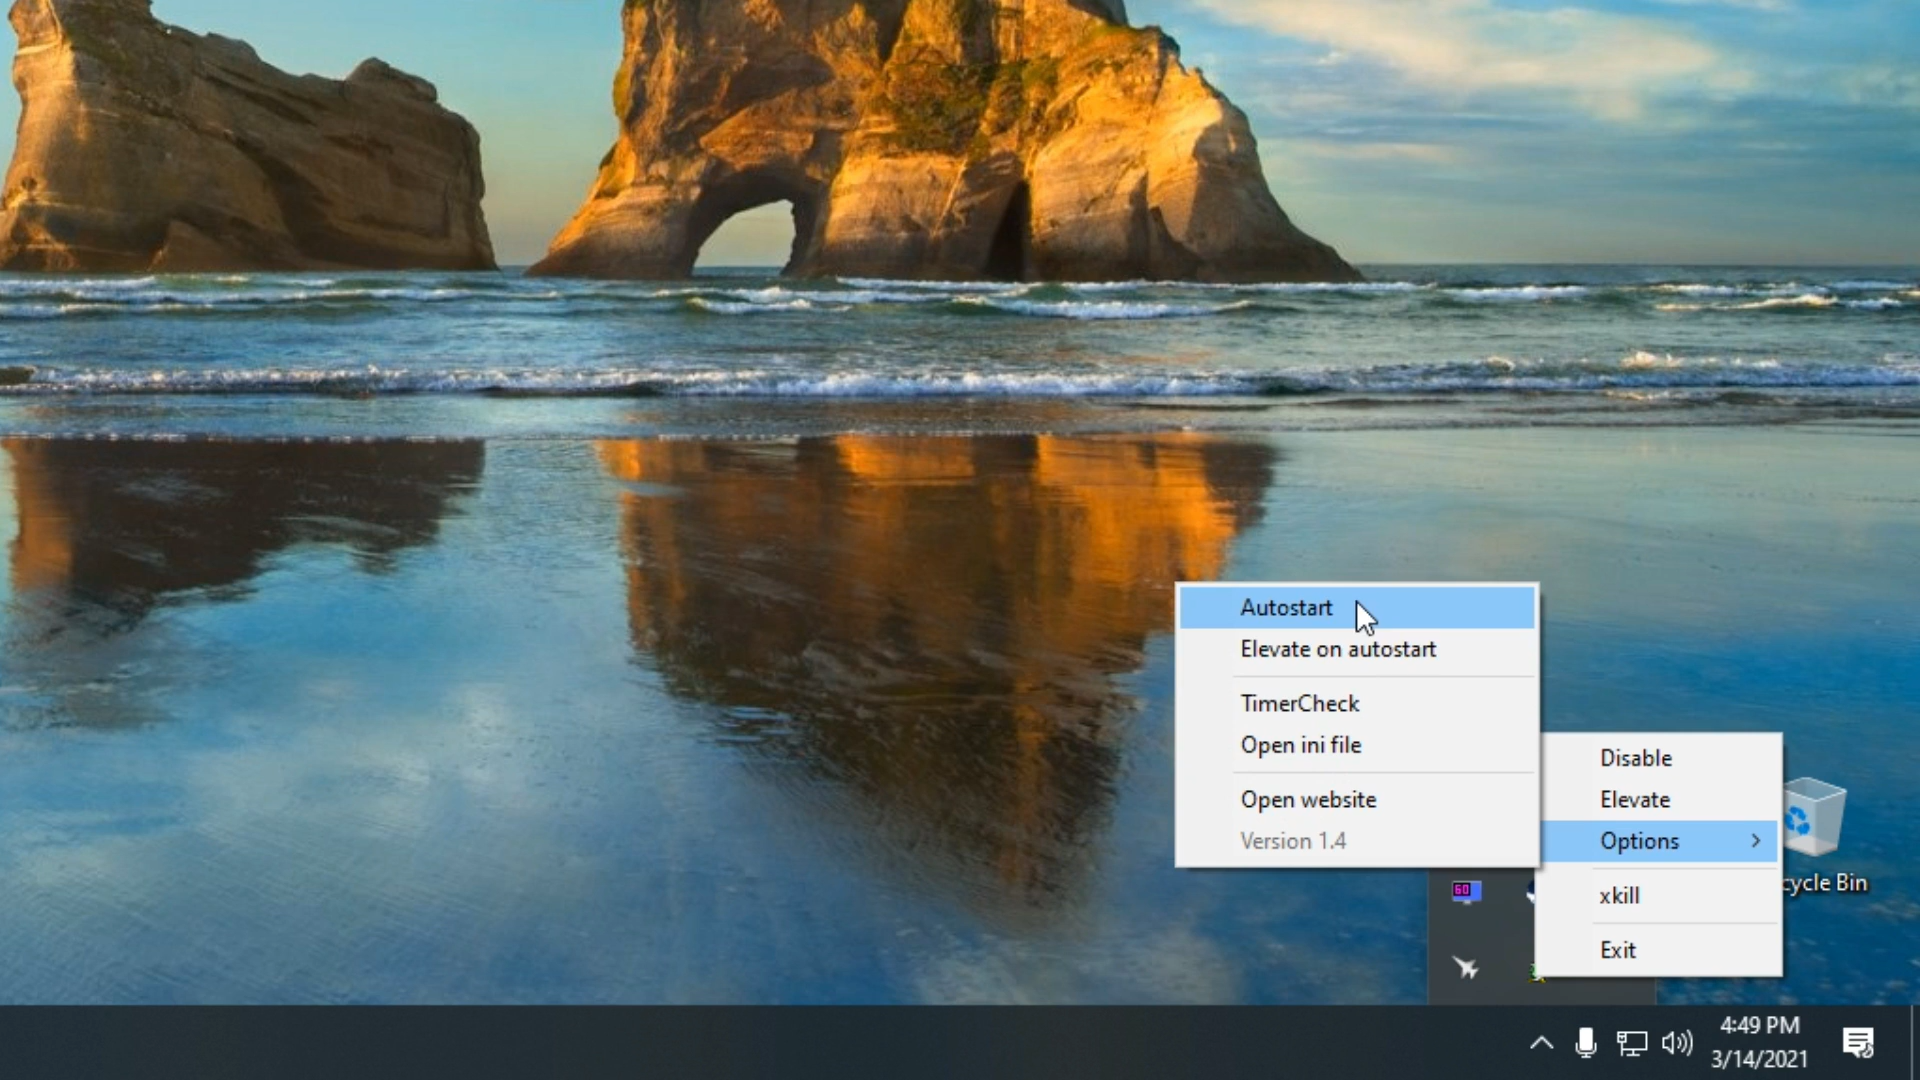 Autostart
Elevate on autostart
TimerCheck
Open ini file
Open website
Version 1.4
Disable
Elevate
Options
xkill
Exit
cycle Bin
60
4:49 PM
3/14/2021